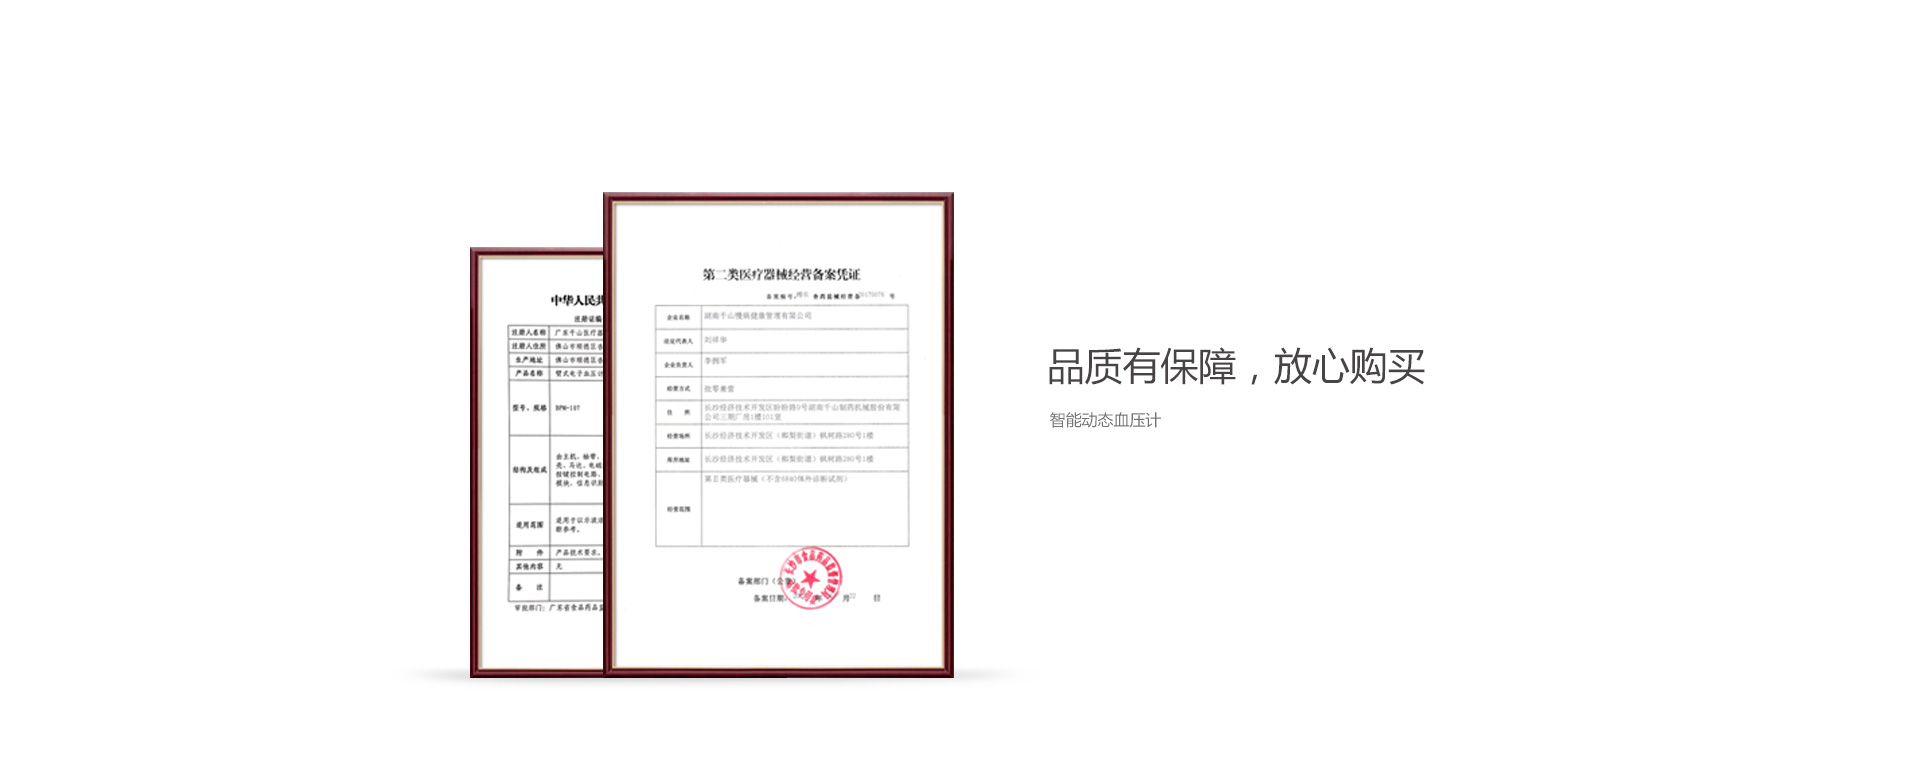 中华人民共
注册证编
注册人名称 广东千山医疗器
注册人住所 佛山市顺德区杏
生产地址 佛山市顺德区杏
产品名称 臂式电子血压计
型号、规格 BPM-107
结构及组成 由主机、袖带、
壳、马达、电磁
按键控制电路、
模块、信息识别
适用范围 适用于以示波法
断参考。
附 件 产品技术要求。
其他内容 无
备 注
审批部门：广东省食品药品监
第二类医疗器械经营备案凭证
备案编号： 食药监械经营备20170076 号
企业名称 湖南千山慢病健康管理有限公司
法定代表人 刘祥华
企业负责人 李拥军
经营方式 批零兼营
住 所 长沙经济技术开发区盼盼路9号湖南千山制药机械股份有限
公司三期厂房1楼101室
经营场所 长沙经济技术开发区（榔梨街道）枫树路280号1楼
库房地址 长沙经济技术开发区（榔梨街道）枫树路280号1楼
经营范围 第Ⅱ类医疗器械（不含6840体外诊断试剂）
备案部门（公章）
备案日期： 年 月 日
品质有保障，放心购买
智能动态血压计